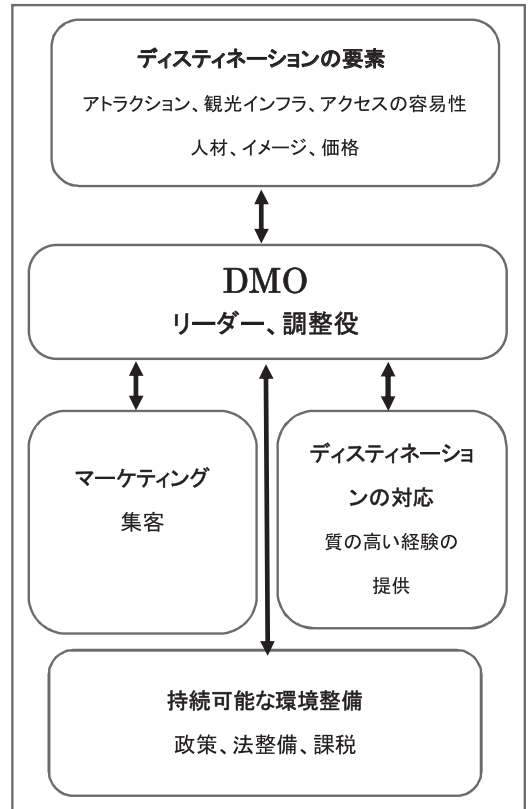 ディスティネーションの要素
アトラクション、観光インフラ、アクセスの容易性
人材、イメージ、価格
DMO
リーダー、調整役
マーケティング
集客
ディスティネーショ
ンの対応
質の高い経験の
提供
持続可能な環境整備
政策、法整備、課税